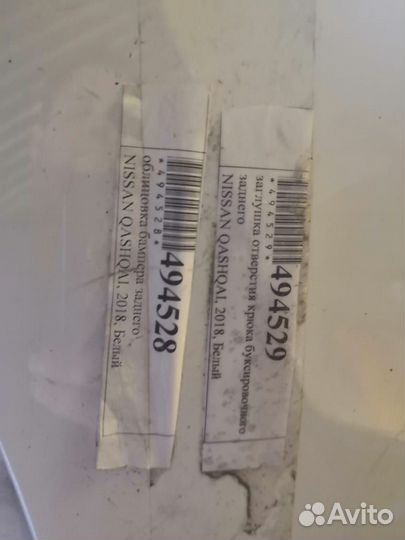 *494528*
494528
облицовка бампера заднего
NISSAN QASHQAI, 2018, Белый
*494529*
494529
заглушка отверстия крюка буксировочного
заднего
NISSAN QASHQAI, 2018, Белый
Avito